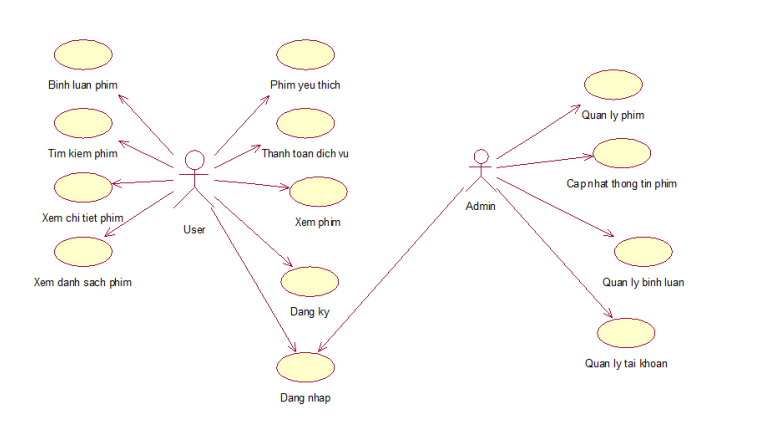 Binh luan phim
Phim yeu thich
Quan ly phim
Tim kiem phim
Thanh toan dich vu
Cap nhat thong tin phim
Xem chi tiet phim
Xem phim
Admin
User
Xem danh sach phim
Quan ly binh luan
Dang ky
Quan ly tai khoan
Dang nhap